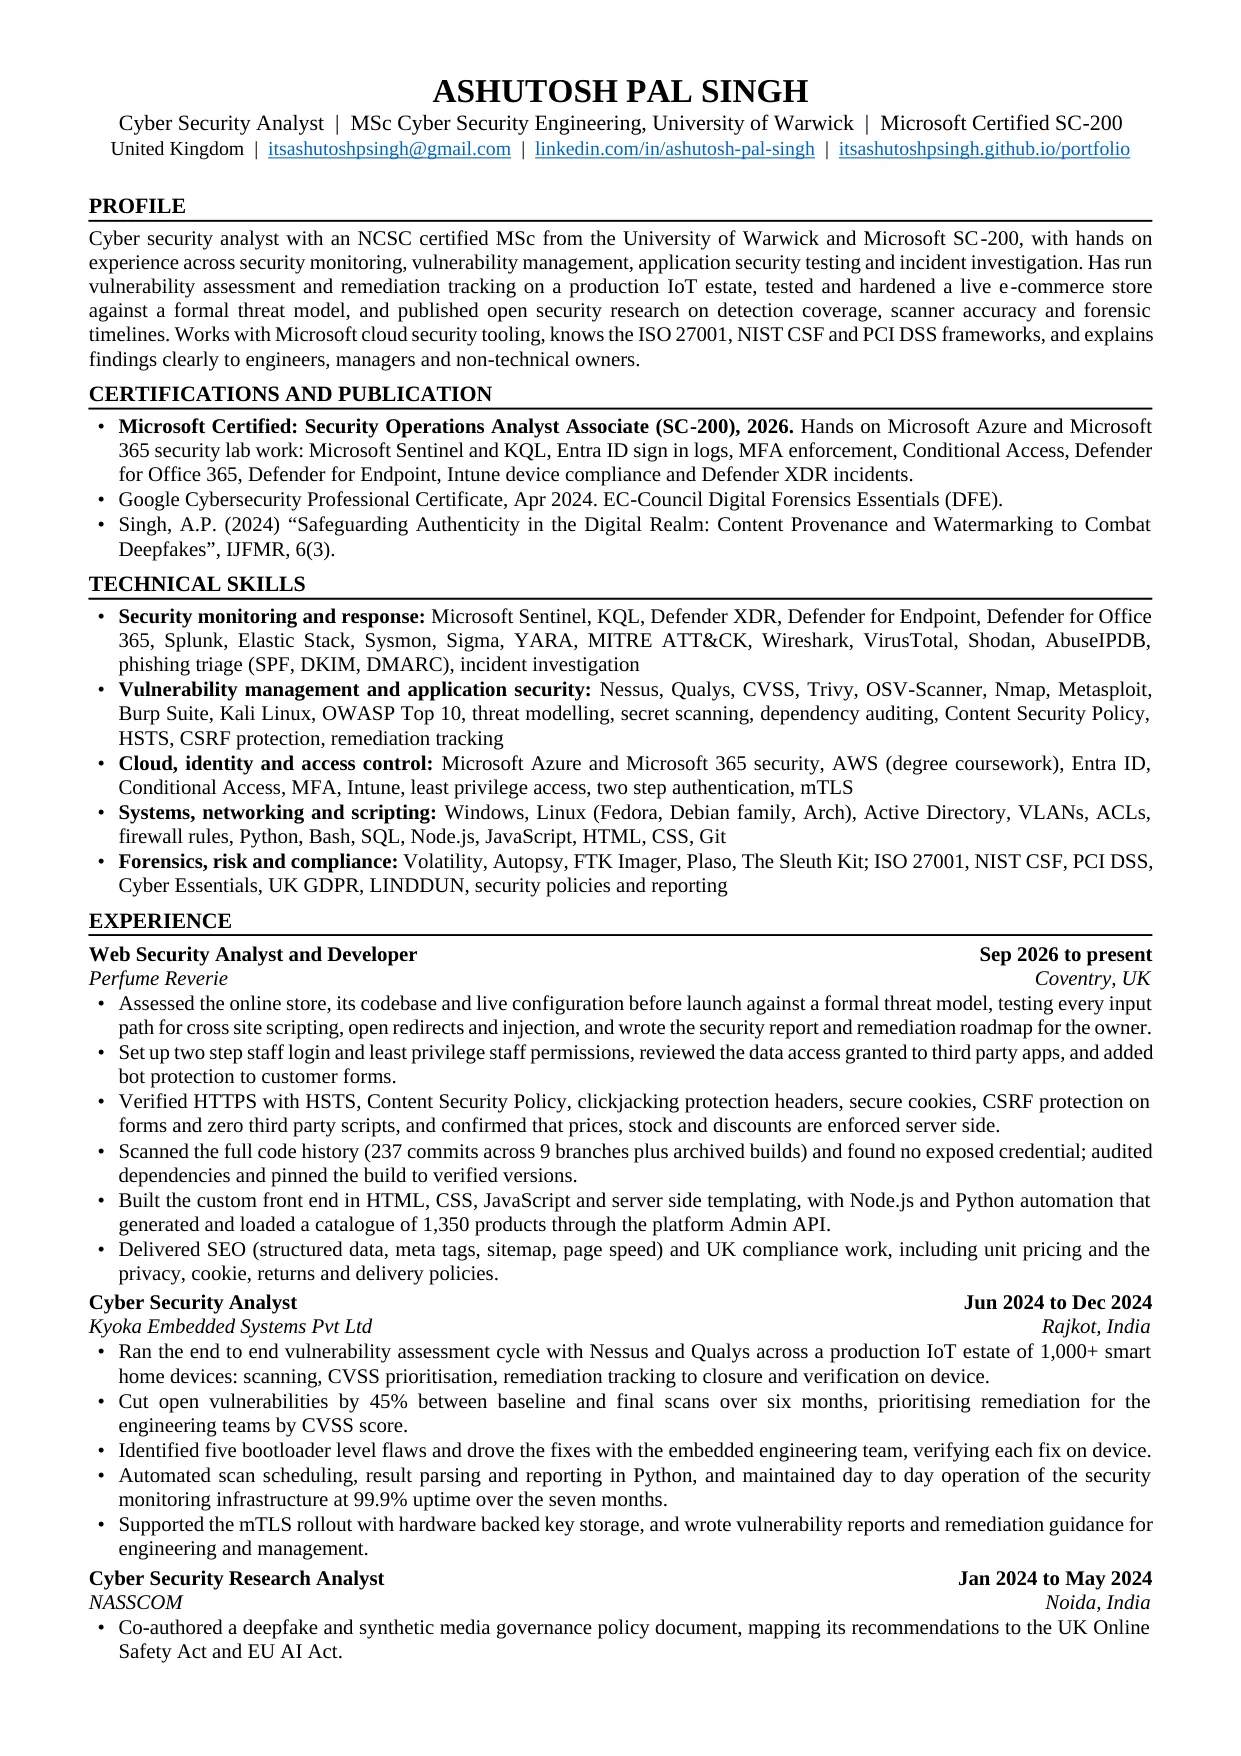 ASHUTOSH PAL SINGH
Cyber Security Analyst | MSc Cyber Security Engineering, University of Warwick | Microsoft Certified SC-200
United Kingdom | itsashutoshpsingh@gmail.com | linkedin.com/in/ashutosh-pal-singh | itsashutoshpsingh.github.io/portfolio
PROFILE
Cyber security analyst with an NCSC certified MSc from the University of Warwick and Microsoft SC-200, with hands on
experience across security monitoring, vulnerability management, application security testing and incident investigation. Has run
vulnerability assessment and remediation tracking on a production IoT estate, tested and hardened a live e-commerce store
against a formal threat model, and published open security research on detection coverage, scanner accuracy and forensic
timelines. Works with Microsoft cloud security tooling, knows the ISO 27001, NIST CSF and PCI DSS frameworks, and explains
findings clearly to engineers, managers and non-technical owners.
CERTIFICATIONS AND PUBLICATION
• Microsoft Certified: Security Operations Analyst Associate (SC-200), 2026. Hands on Microsoft Azure and Microsoft
365 security lab work: Microsoft Sentinel and KQL, Entra ID sign in logs, MFA enforcement, Conditional Access, Defender
for Office 365, Defender for Endpoint, Intune device compliance and Defender XDR incidents.
• Google Cybersecurity Professional Certificate, Apr 2024. EC-Council Digital Forensics Essentials (DFE).
• Singh, A.P. (2024) “Safeguarding Authenticity in the Digital Realm: Content Provenance and Watermarking to Combat
Deepfakes”, IJFMR, 6(3).
TECHNICAL SKILLS
• Security monitoring and response: Microsoft Sentinel, KQL, Defender XDR, Defender for Endpoint, Defender for Office
365, Splunk, Elastic Stack, Sysmon, Sigma, YARA, MITRE ATT&CK, Wireshark, VirusTotal, Shodan, AbuseIPDB,
phishing triage (SPF, DKIM, DMARC), incident investigation
• Vulnerability management and application security: Nessus, Qualys, CVSS, Trivy, OSV-Scanner, Nmap, Metasploit,
Burp Suite, Kali Linux, OWASP Top 10, threat modelling, secret scanning, dependency auditing, Content Security Policy,
HSTS, CSRF protection, remediation tracking
• Cloud, identity and access control: Microsoft Azure and Microsoft 365 security, AWS (degree coursework), Entra ID,
Conditional Access, MFA, Intune, least privilege access, two step authentication, mTLS
• Systems, networking and scripting: Windows, Linux (Fedora, Debian family, Arch), Active Directory, VLANs, ACLs,
firewall rules, Python, Bash, SQL, Node.js, JavaScript, HTML, CSS, Git
• Forensics, risk and compliance: Volatility, Autopsy, FTK Imager, Plaso, The Sleuth Kit; ISO 27001, NIST CSF, PCI DSS,
Cyber Essentials, UK GDPR, LINDDUN, security policies and reporting
EXPERIENCE
Web Security Analyst and Developer Sep 2026 to present
Perfume Reverie Coventry, UK
• Assessed the online store, its codebase and live configuration before launch against a formal threat model, testing every input
path for cross site scripting, open redirects and injection, and wrote the security report and remediation roadmap for the owner.
• Set up two step staff login and least privilege staff permissions, reviewed the data access granted to third party apps, and added
bot protection to customer forms.
• Verified HTTPS with HSTS, Content Security Policy, clickjacking protection headers, secure cookies, CSRF protection on
forms and zero third party scripts, and confirmed that prices, stock and discounts are enforced server side.
• Scanned the full code history (237 commits across 9 branches plus archived builds) and found no exposed credential; audited
dependencies and pinned the build to verified versions.
• Built the custom front end in HTML, CSS, JavaScript and server side templating, with Node.js and Python automation that
generated and loaded a catalogue of 1,350 products through the platform Admin API.
• Delivered SEO (structured data, meta tags, sitemap, page speed) and UK compliance work, including unit pricing and the
privacy, cookie, returns and delivery policies.
Cyber Security Analyst Jun 2024 to Dec 2024
Kyoka Embedded Systems Pvt Ltd Rajkot, India
• Ran the end to end vulnerability assessment cycle with Nessus and Qualys across a production IoT estate of 1,000+ smart
home devices: scanning, CVSS prioritisation, remediation tracking to closure and verification on device.
• Cut open vulnerabilities by 45% between baseline and final scans over six months, prioritising remediation for the
engineering teams by CVSS score.
• Identified five bootloader level flaws and drove the fixes with the embedded engineering team, verifying each fix on device.
• Automated scan scheduling, result parsing and reporting in Python, and maintained day to day operation of the security
monitoring infrastructure at 99.9% uptime over the seven months.
• Supported the mTLS rollout with hardware backed key storage, and wrote vulnerability reports and remediation guidance for
engineering and management.
Cyber Security Research Analyst Jan 2024 to May 2024
NASSCOM Noida, India
• Co-authored a deepfake and synthetic media governance policy document, mapping its recommendations to the UK Online
Safety Act and EU AI Act.